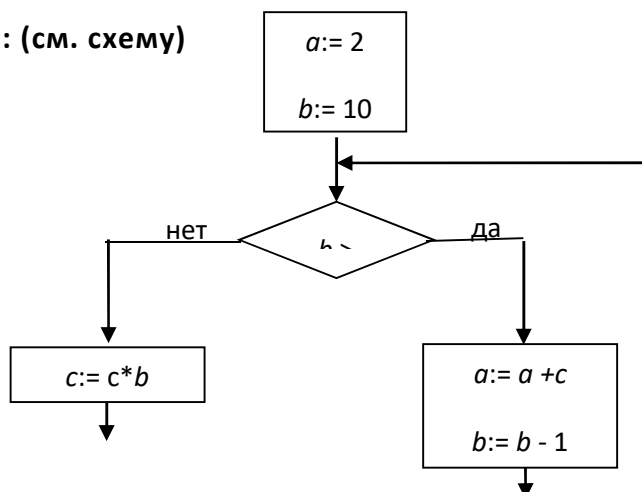 : (см. схему)
a:= 2
b:= 10
нет
b >
да
c:= c*b
a:= a +c
b:= b - 1